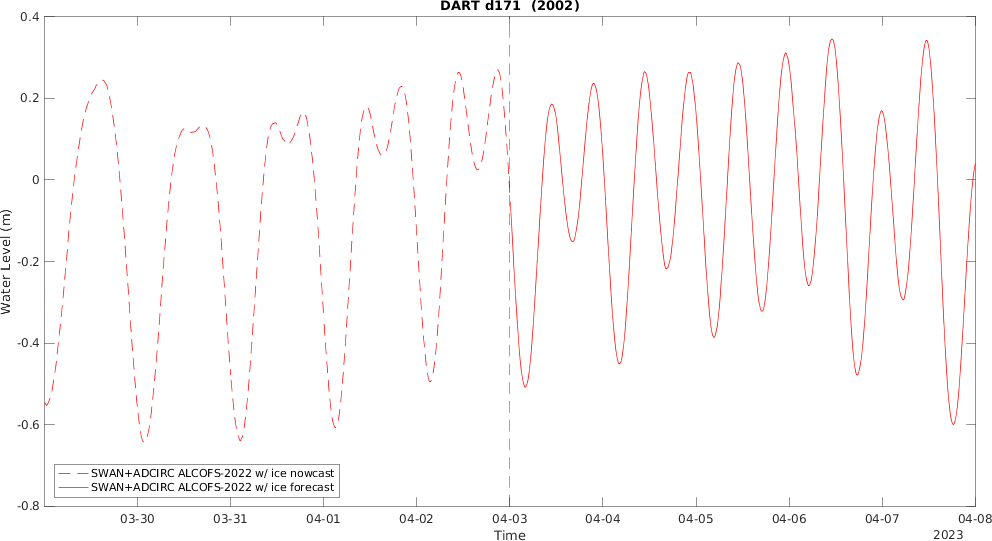 DART d171  (2002)
0.4
0.2
0
-0.2
-0.4
-0.6
-0.8
Water Level (m)
SWAN+ADCIRC ALCOFS-2022 w/ ice nowcast
SWAN+ADCIRC ALCOFS-2022 w/ ice forecast
03-30 03-31 04-01 04-02 04-03 04-04 04-05 04-06 04-07 04-08
Time
2023